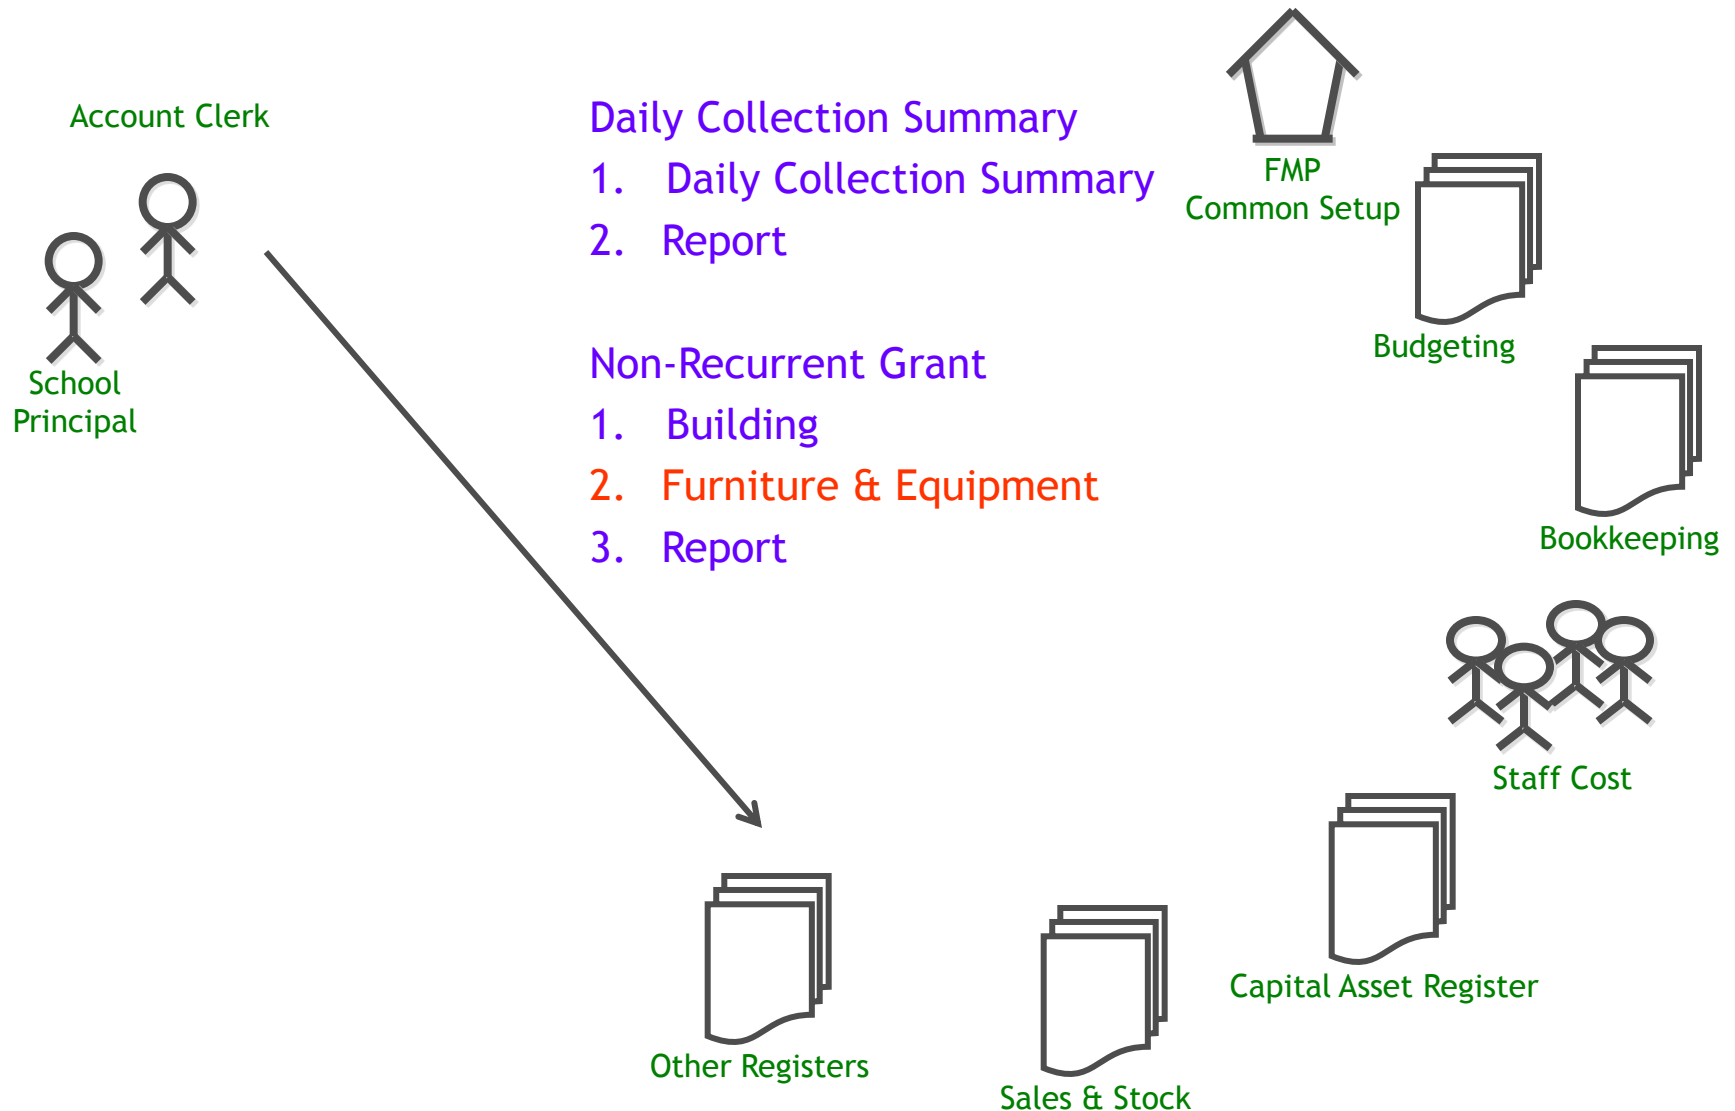 Account Clerk
School
Principal
Daily Collection Summary
1. Daily Collection Summary
2. Report
Non-Recurrent Grant
1. Building
2. Furniture & Equipment
3. Report
FMP
Common Setup
Budgeting
Bookkeeping
Staff Cost
Capital Asset Register
Sales & Stock
Other Registers